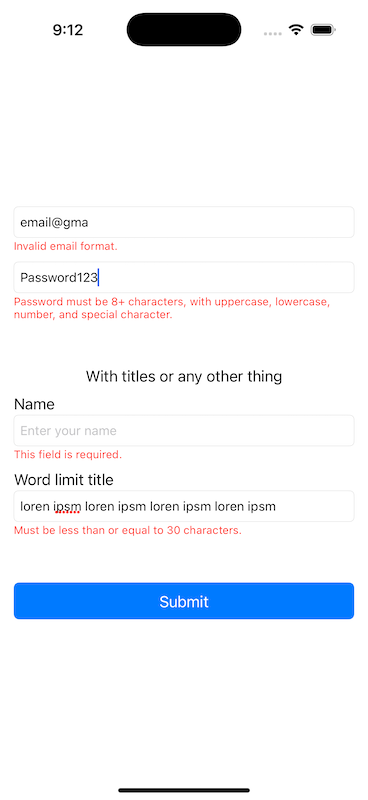 9:12
email@gma
Invalid email format.
Password123
Password must be 8+ characters, with uppercase, lowercase,
number, and special character.
With titles or any other thing
Name
Enter your name
This field is required.
Word limit title
loren ipsm loren ipsm loren ipsm loren ipsm
Must be less than or equal to 30 characters.
Submit